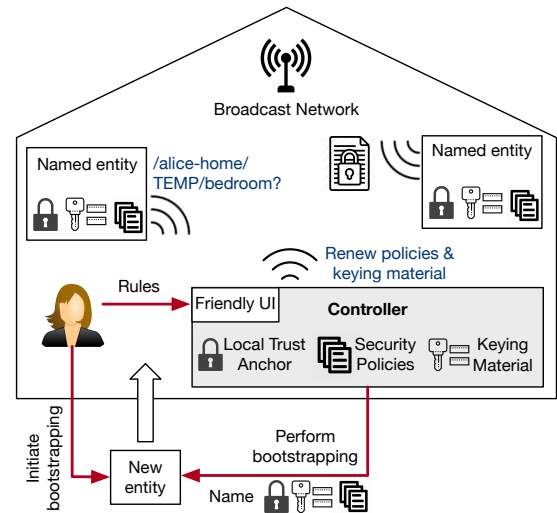 Broadcast Network
Named entity
/alice-home/
TEMP/bedroom?
Named entity
Renew policies &
keying material
Rules
Friendly UI
Controller
Local Trust
Anchor
Security
Policies
Keying
Material
Initiate
bootstrapping
Perform
bootstrapping
New
entity
Name